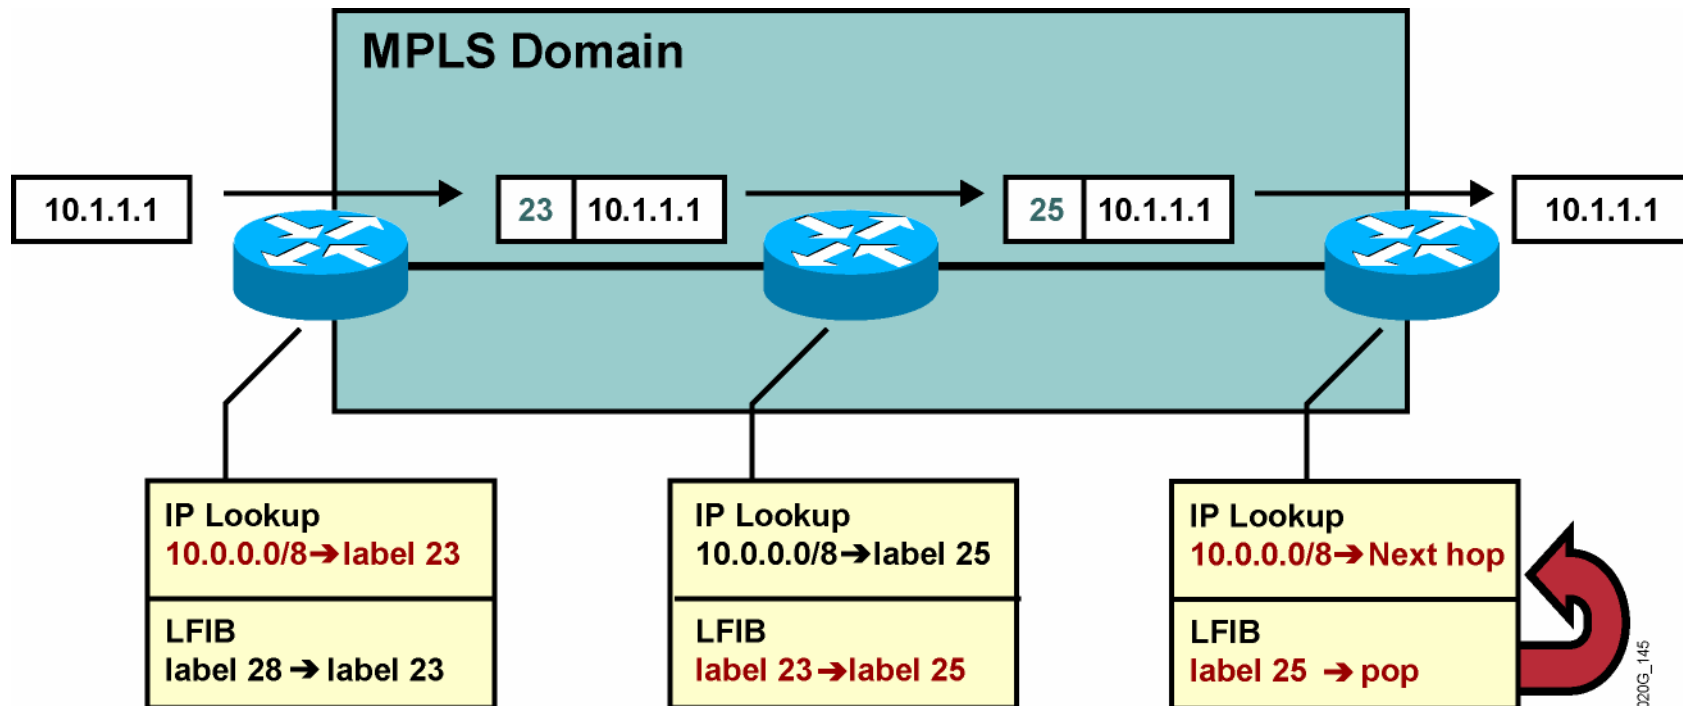 MPLS Domain
10.1.1.1
23 10.1.1.1
25 10.1.1.1
10.1.1.1
IP Lookup
10.0.0.0/8➔label 23
LFIB
label 28 ➔ label 23
IP Lookup
10.0.0.0/8➔label 25
LFIB
label 23➔label 25
IP Lookup
10.0.0.0/8➔ Next hop
LFIB
label 25 ➔ pop
020G_145